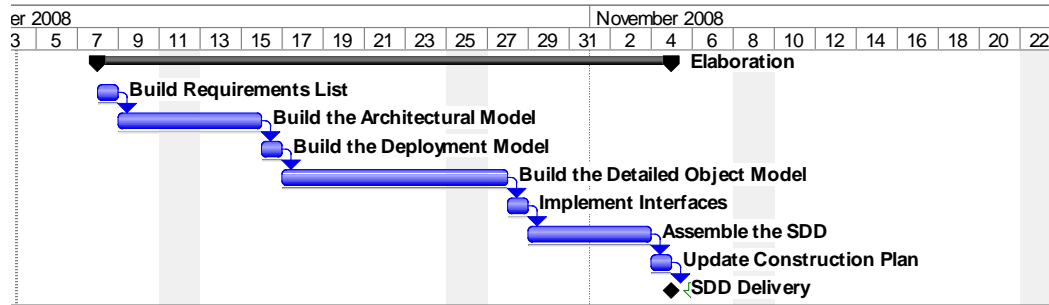 er 2008 November 2008
3 5 7 9 11 13 15 17 19 21 23 25 27 29 31 2 4 6 8 10 12 14 16 18 20 22
Elaboration
Build Requirements List
Build the Architectural Model
Build the Deployment Model
Build the Detailed Object Model
Implement Interfaces
Assemble the SDD
Update Construction Plan
SDD Delivery